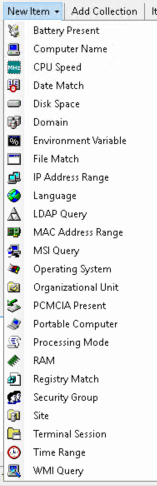 New Item Add Collection
Battery Present
Computer Name
MHz CPU Speed
Date Match
Disk Space
Domain
% Environment Variable
File Match
IP Address Range
Language
LDAP Query
MAC Address Range
MSI Query
Operating System
Organizational Unit
PCMCIA Present
Portable Computer
Processing Mode
RAM
Registry Match
Security Group
Site
Terminal Session
Time Range
WMI Query